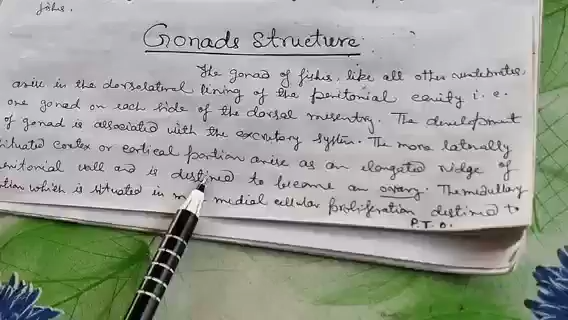 fishes.
Gonads Structure
The gonad of fishes, like all other vertebrates,
arise in the dorsolateral lining of the peritonial cavity i.e.
one gonad on each side of the dorsal mesentry. The development
of gonad is associated with the excrutory system. The more laterally
situated cortex or cortical portion arise as an elongated ridge of
wall and is destined to become an ovary. The medullary
which is situated in medial cellular proliferation destined to
P.T.O.